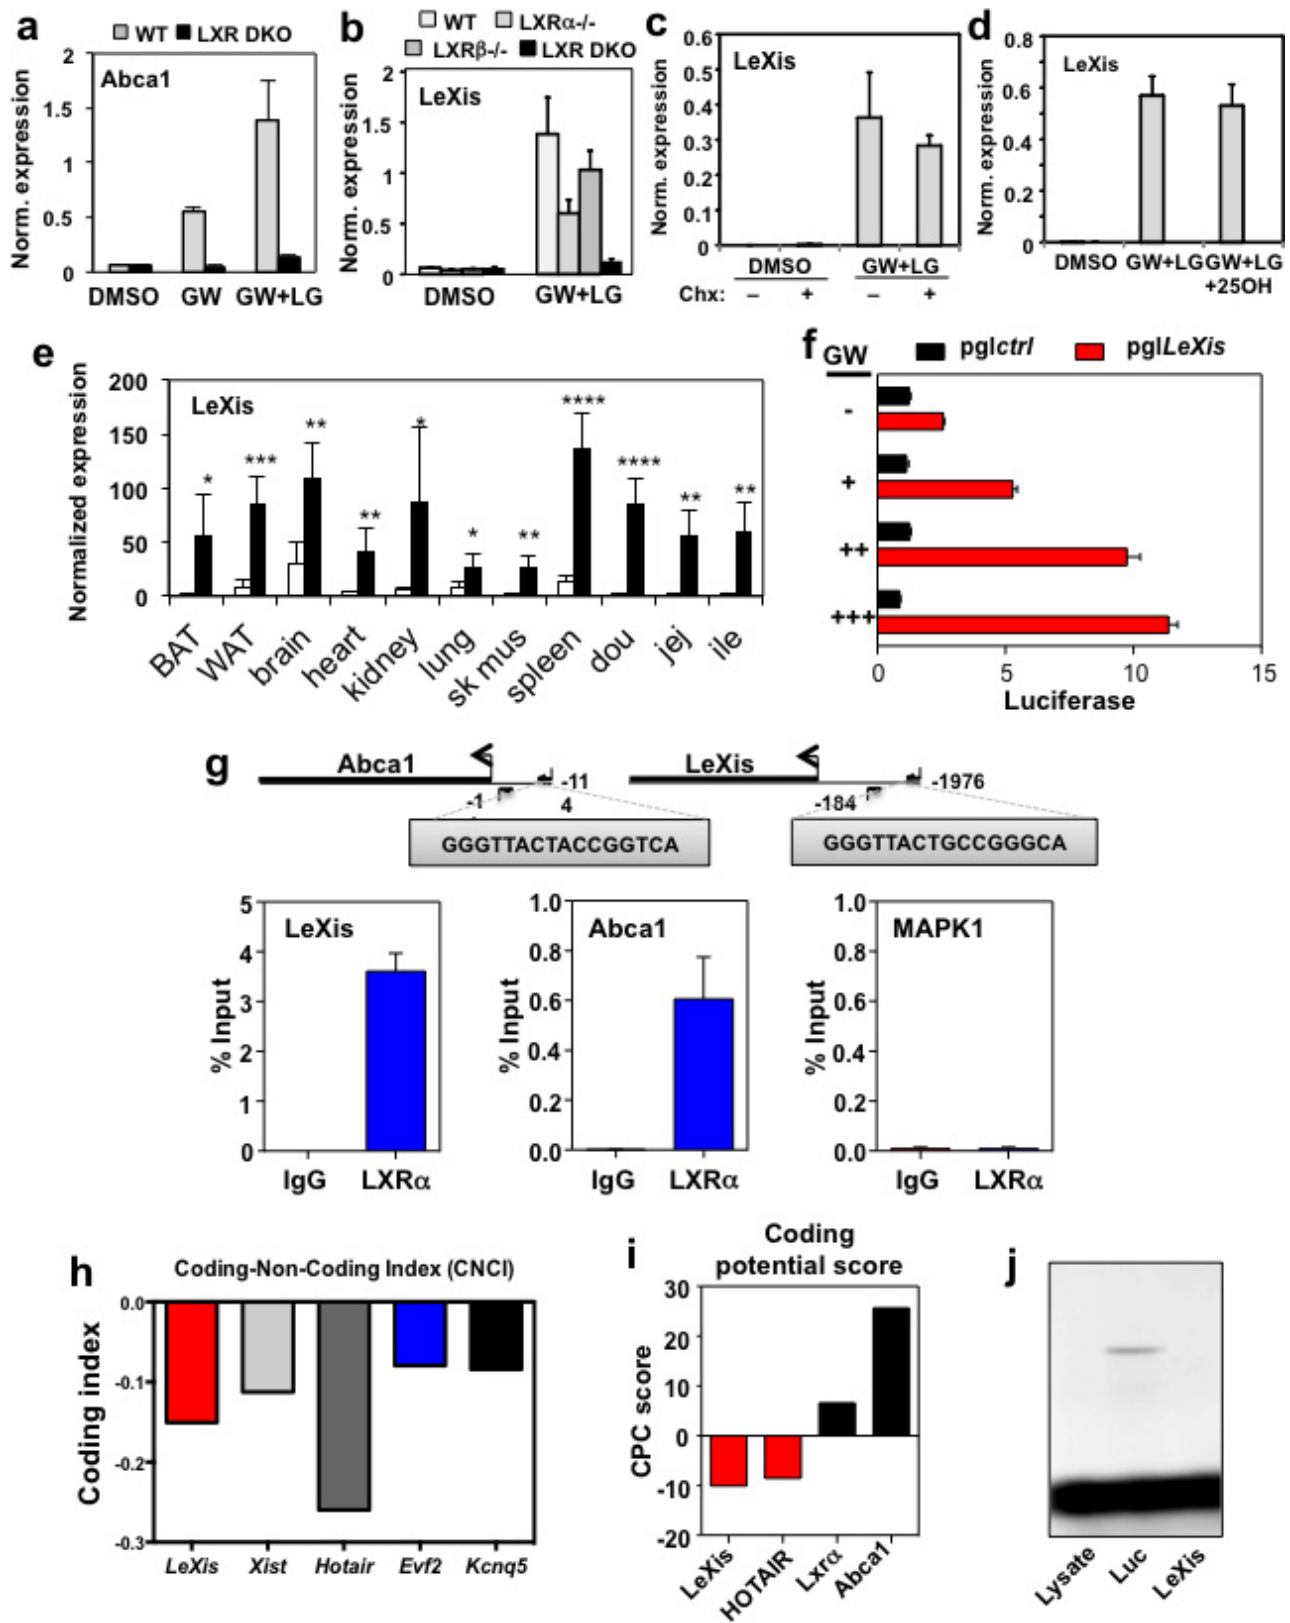 a
WT LXR DKO
Abca1
Norm. expression
2
1.5
1
0.5
0
DMSO GW GW+LG
b
WT LXRα-/-
LXRβ-/- LXR DKO
LeXis
Norm. expression
2
1.5
1
0.5
0
DMSO GW+LG
c
LeXis
Norm. expression
0.6
0.5
0.4
0.3
0.2
0.1
0
DMSO GW+LG
Chx: – + – +
d
LeXis
Norm. expression
0.8
0.6
0.4
0.2
0
DMSO GW+LG GW+LG
+25OH
e
LeXis
Normalized expression
200
150
100
50
0
* *** ** ** * * ** **** **** ** **
BAT WAT brain heart kidney lung sk mus spleen dou jej ile
f
GW
pglctrl pglLeXis
-
+
++
+++
0 5 10 15
Luciferase
g
Abca1 -11
-1 4
LeXis -1976
-184
GGGTTACTACCGGTCA
GGGTTACTGCCGGGCA
LeXis
% Input
5
4
3
2
1
0
IgG LXRα
Abca1
% Input
1.0
0.8
0.6
0.4
0.2
0.0
IgG LXRα
MAPK1
% Input
1.0
0.8
0.6
0.4
0.2
0.0
IgG LXRα
h
Coding-Non-Coding Index (CNCI)
Coding index
0.0
-0.1
-0.2
-0.3
LeXis Xist Hotair Evf2 Kcnq5
i
Coding
potential score
CPC score
30
20
10
0
-10
-20
LeXis HOTAIR Lxrα Abca1
j
Lysate Luc LeXis